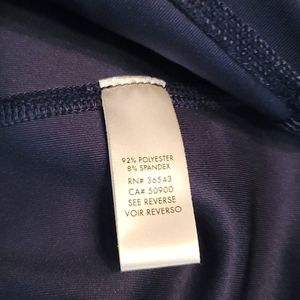 92% POLYESTER
8% SPANDEX
RN# 36543
CA# 50900
SEE REVERSE
VOIR REVERSO